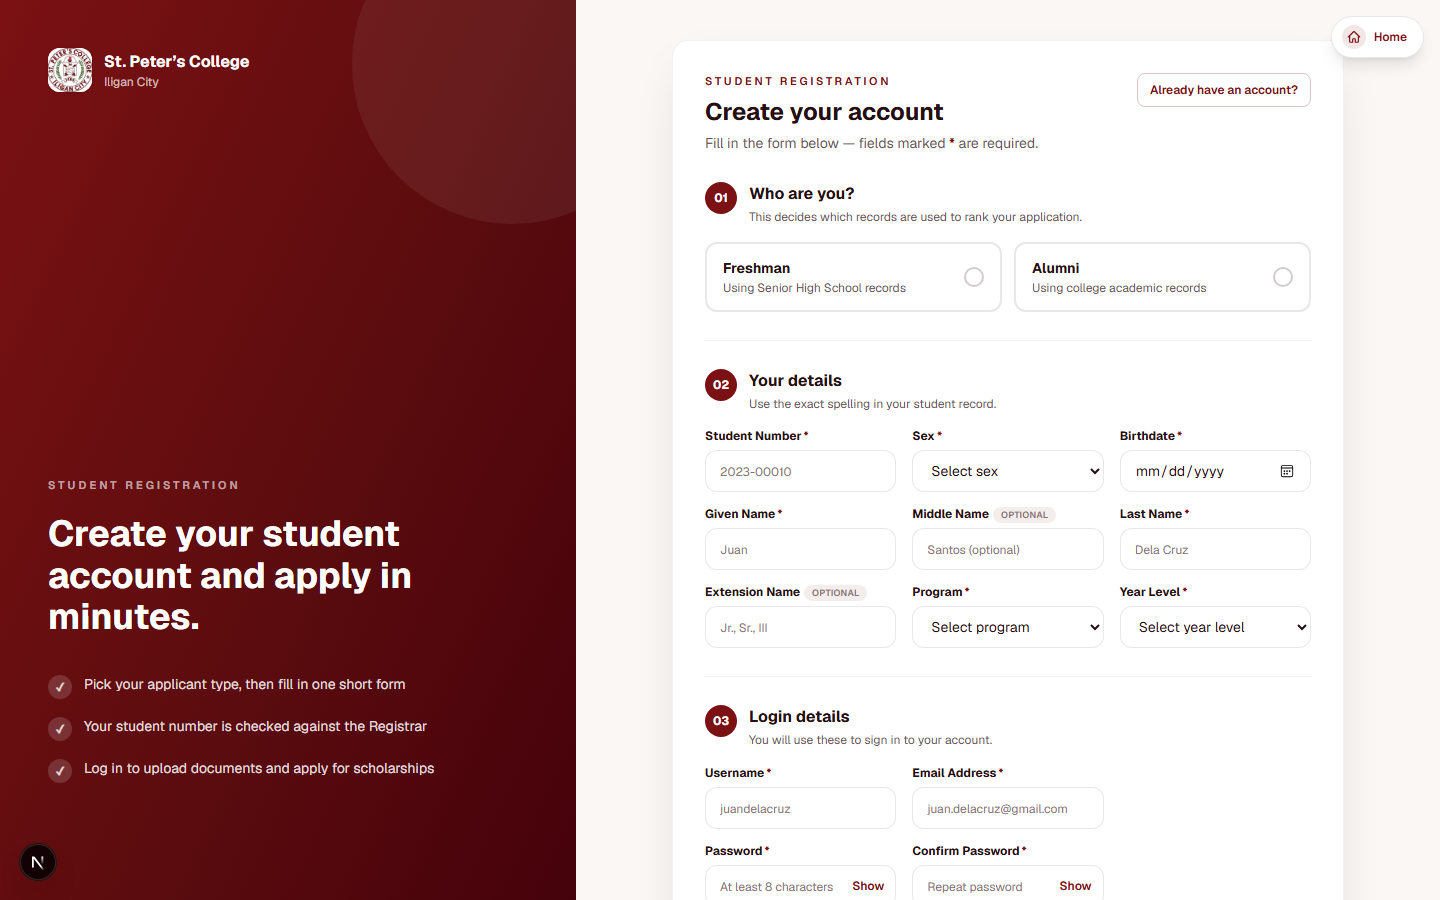 St. Peter's College
Iligan City
STUDENT REGISTRATION
Create your student
account and apply in
minutes.
✓ Pick your applicant type, then fill in one short form
✓ Your student number is checked against the Registrar
✓ Log in to upload documents and apply for scholarships
N
Home
STUDENT REGISTRATION
Already have an account?
Create your account
Fill in the form below — fields marked * are required.
01 Who are you?
This decides which records are used to rank your application.
Freshman
Using Senior High School records
Alumni
Using college academic records
02 Your details
Use the exact spelling in your student record.
Student Number * Sex * Birthdate *
2023-00010 Select sex mm/dd/yyyy
Given Name * Middle Name OPTIONAL Last Name *
Juan Santos (optional) Dela Cruz
Extension Name OPTIONAL Program * Year Level *
Jr., Sr., III Select program Select year level
03 Login details
You will use these to sign in to your account.
Username * Email Address *
juandelacruz juan.delacruz@gmail.com
Password * Confirm Password *
At least 8 characters Show Repeat password Show